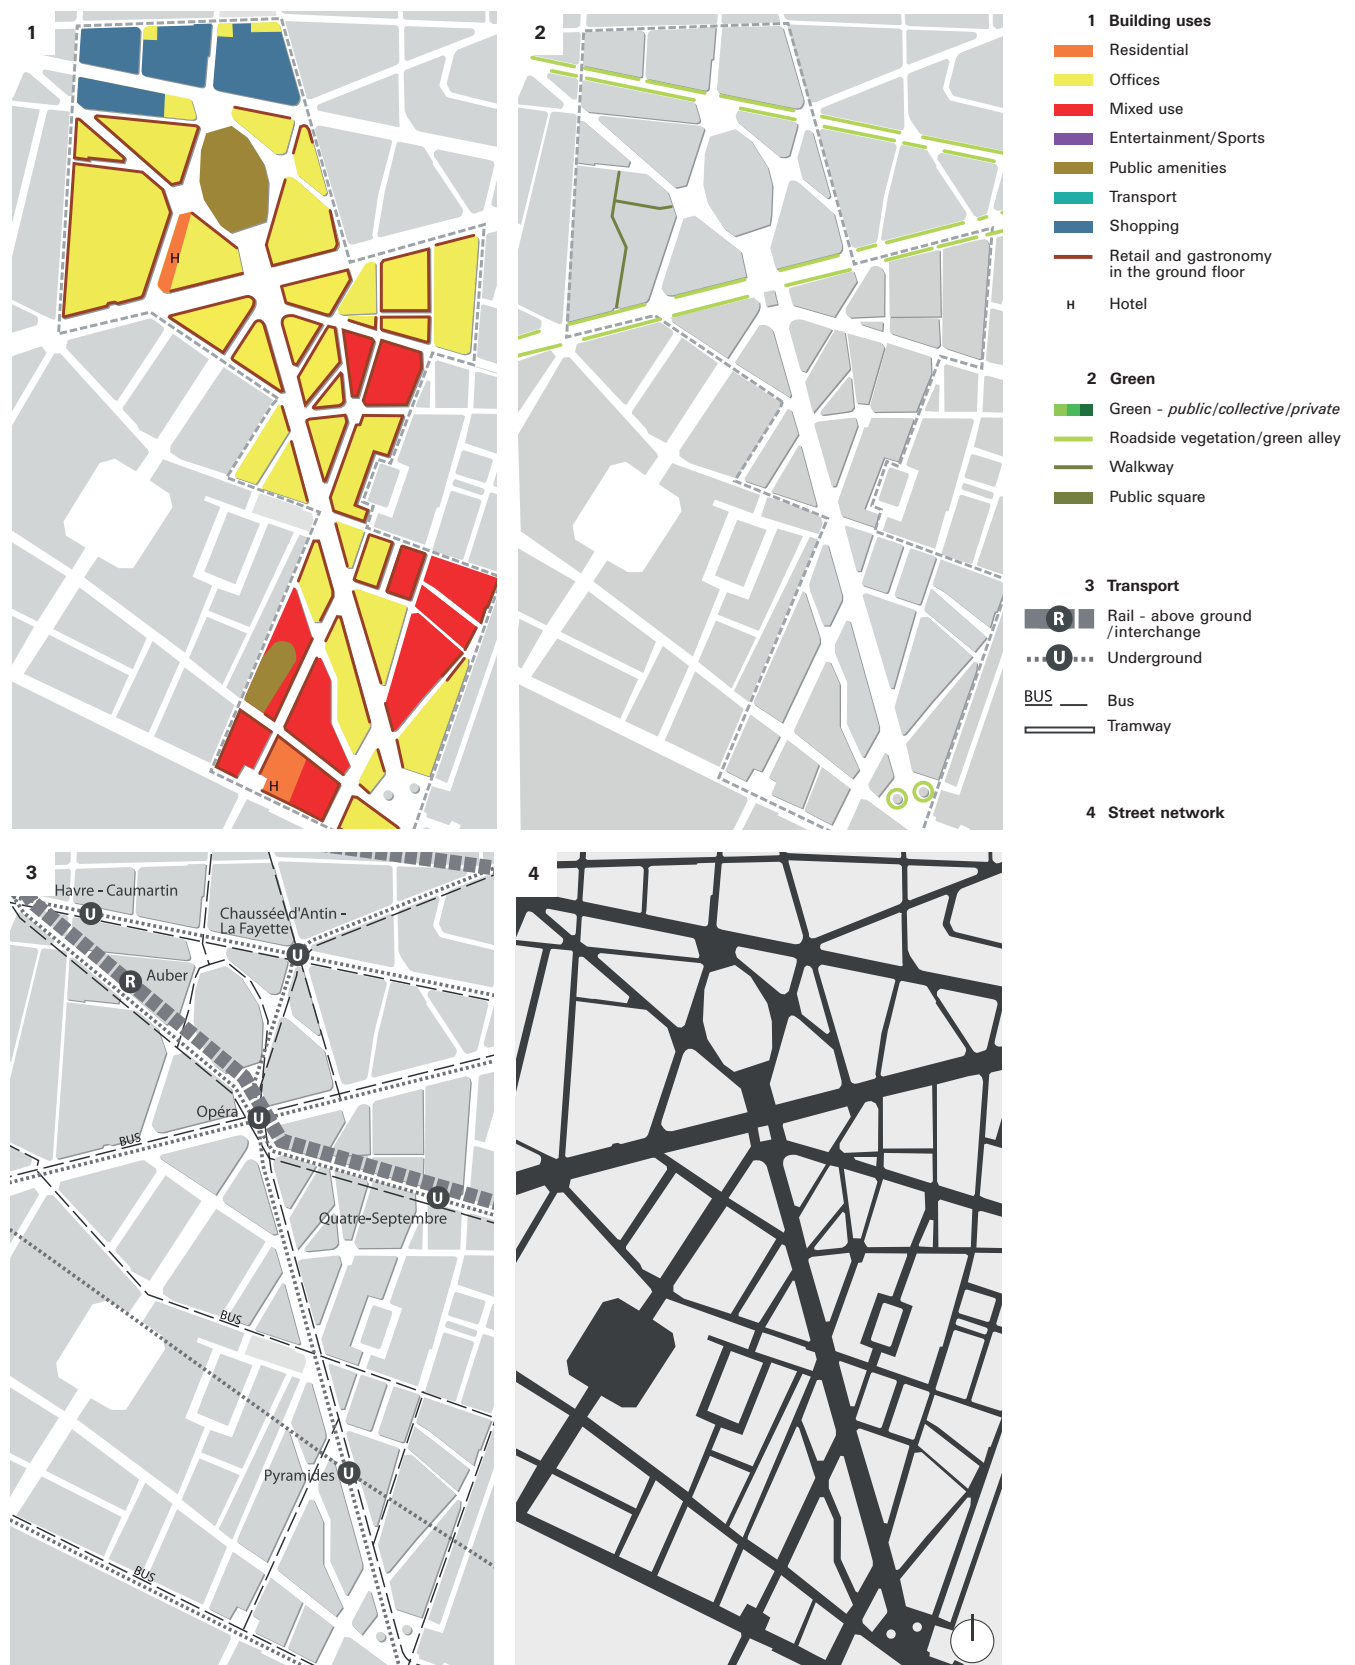 1
H
H
2
1 Building uses
Residential
Offices
Mixed use
Entertainment/Sports
Public amenities
Transport
Shopping
Retail and gastronomy
in the ground floor
H Hotel
2 Green
Green - public/collective/private
Roadside vegetation/green alley
Walkway
Public square
3 Transport
R Rail - above ground
/interchange
U Underground
BUS Bus
Tramway
4 Street network
3
Havre - Caumartin
U
Chaussée d'Antin -
La Fayette
U
R Auber
Opéra U
BUS
U
Quatre-Septembre
BUS
Pyramides U
BUS
4